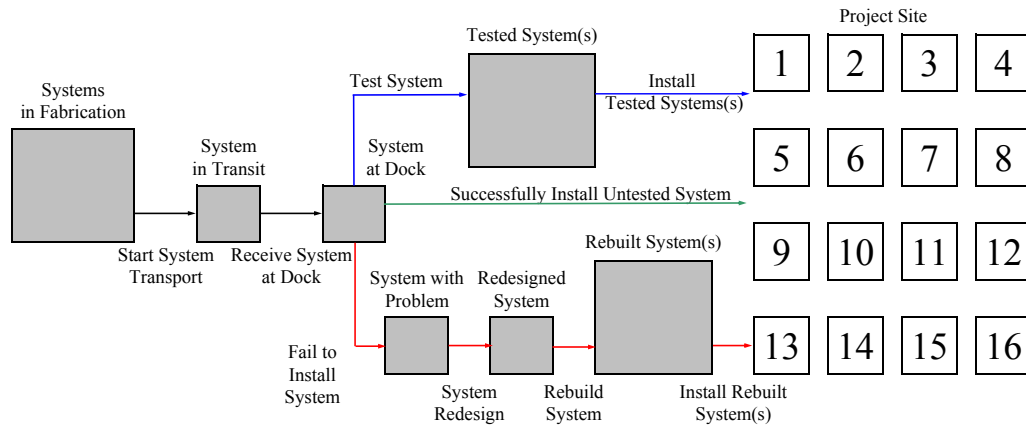 Project Site
Tested System(s)
1 2 3 4
Systems
in Fabrication
Test System
Install
Tested Systems(s)
System
in Transit
System
at Dock
5 6 7 8
Successfully Install Untested System
Start System
Transport
Receive System
at Dock
Rebuilt System(s)
9 10 11 12
System with
Problem
Redesigned
System
13 14 15 16
Fail to
Install
System
System
Redesign
Rebuild
System
Install Rebuilt
System(s)